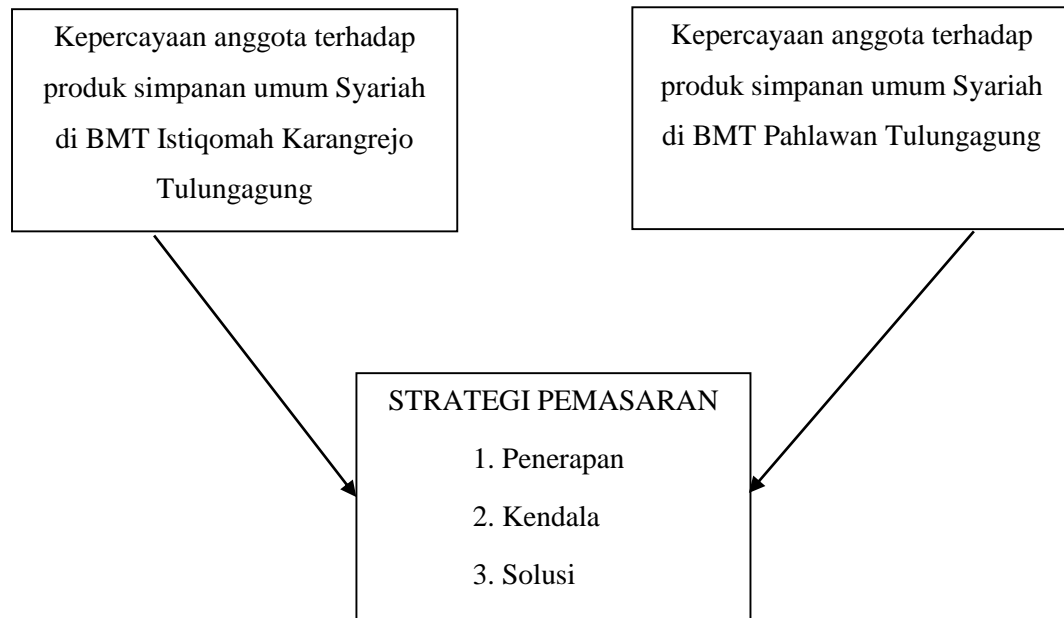 Kepercayaan anggota terhadap
produk simpanan umum Syariah
di BMT Istiqomah Karangrejo
Tulungagung
Kepercayaan anggota terhadap
produk simpanan umum Syariah
di BMT Pahlawan Tulungagung
STRATEGI PEMASARAN
1. Penerapan
2. Kendala
3. Solusi